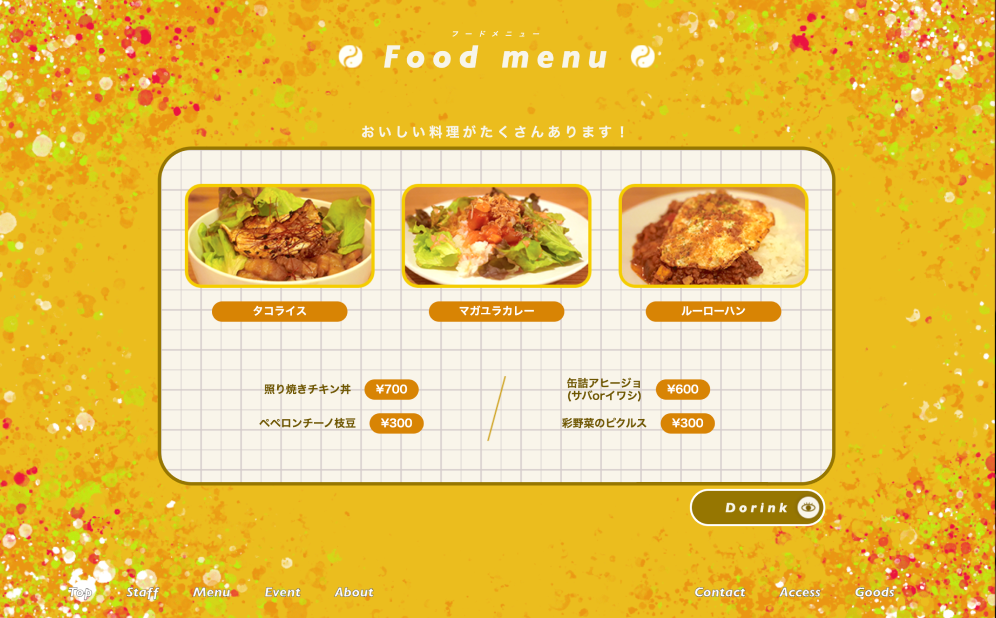 フードメニュー
Food menu
おいしい料理がたくさんあります！
タコライス
マガユラカレー
ルーローハン
照り焼きチキン丼 ¥700
缶詰アヒージョ
(サバorイワシ) ¥600
ペペロンチーノ枝豆 ¥300
彩野菜のピクルス ¥300
Dorink
Top Staff Menu Event About Contact Access Goods